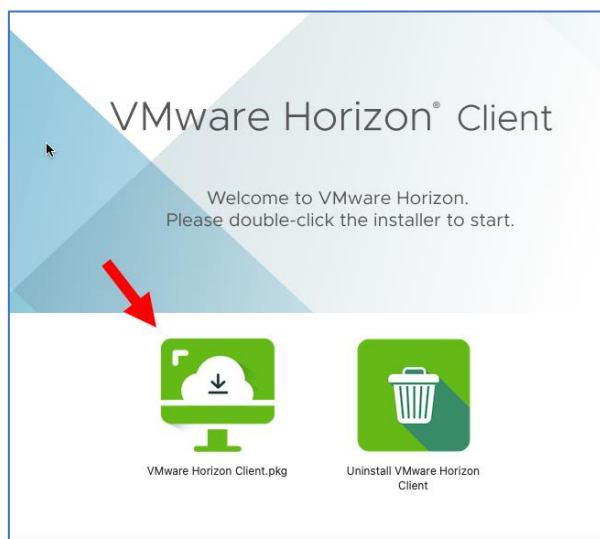 VMware Horizon® Client
Welcome to VMware Horizon.
Please double-click the installer to start.
VMware Horizon Client.pkg
Uninstall VMware Horizon
Client